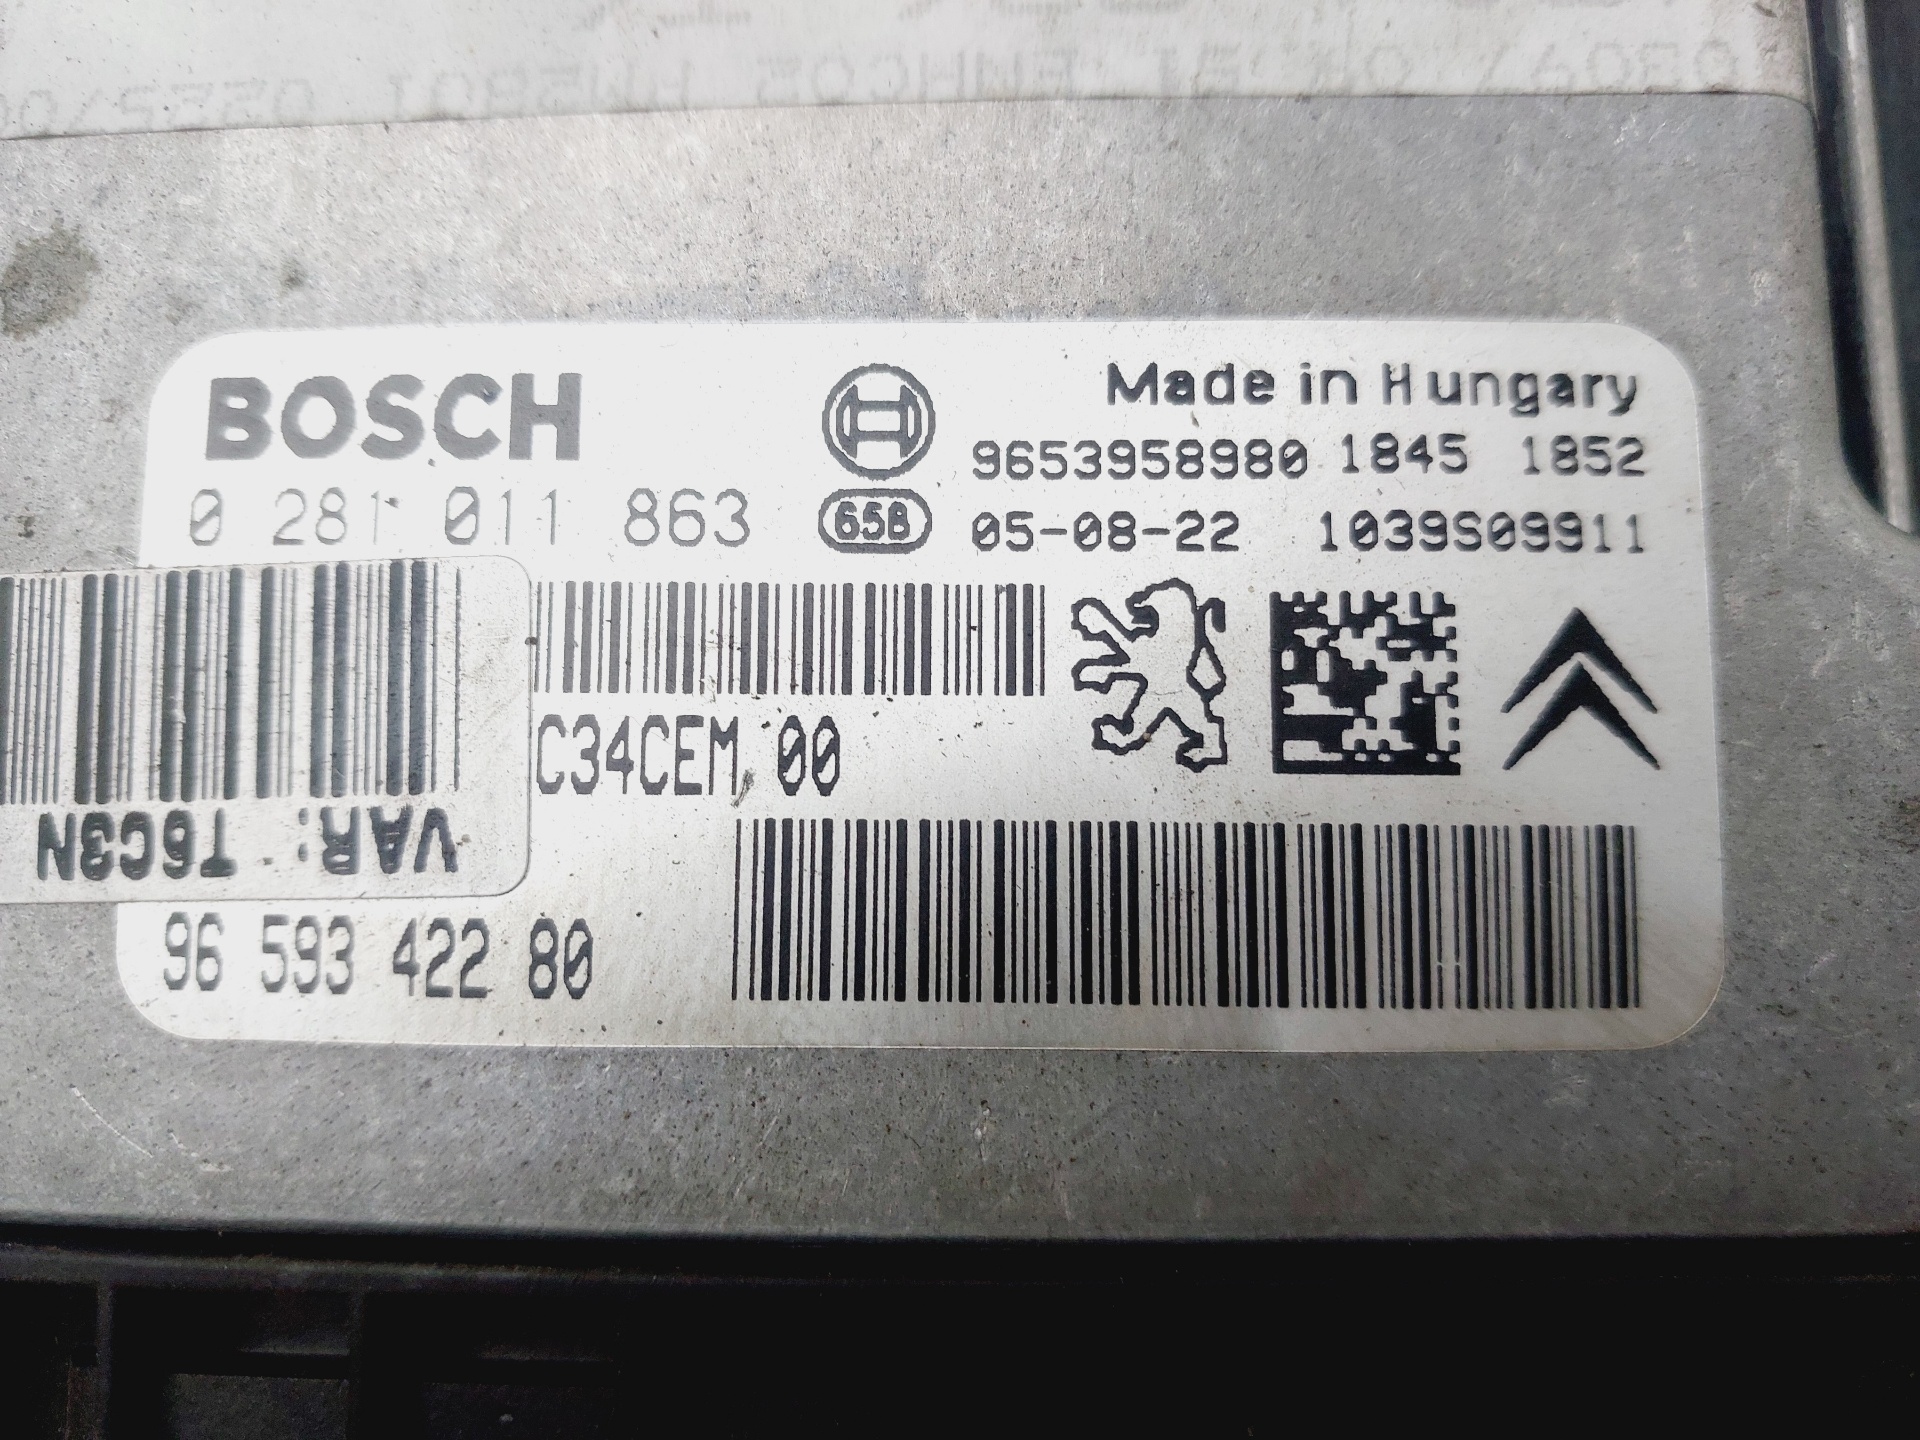 BOSCH
Made in Hungary
9653958980 1845 1852
0 281 011 863
65B
05-08-22 1039S09911
C34CEM 00
VAR: T6C3N
96 593 422 80